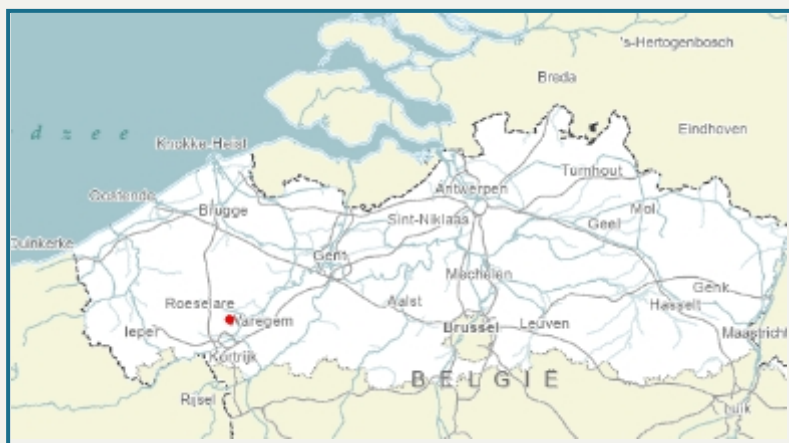 's-Hertogenbosch
Breda
dzee
Eindhoven
Knokke-Heist
Turnhout
Antwerpen
Oostende
Mol
Brugge
Sint-Niklaas
Geel
Duinkerke
Gent
Mechelen
Genk
Roeselare
Aalst
Hasselt
Waregem
Ieper
Brussel
Leuven
Maastricht
Kortrijk
BELGIË
Rijsel
Luik